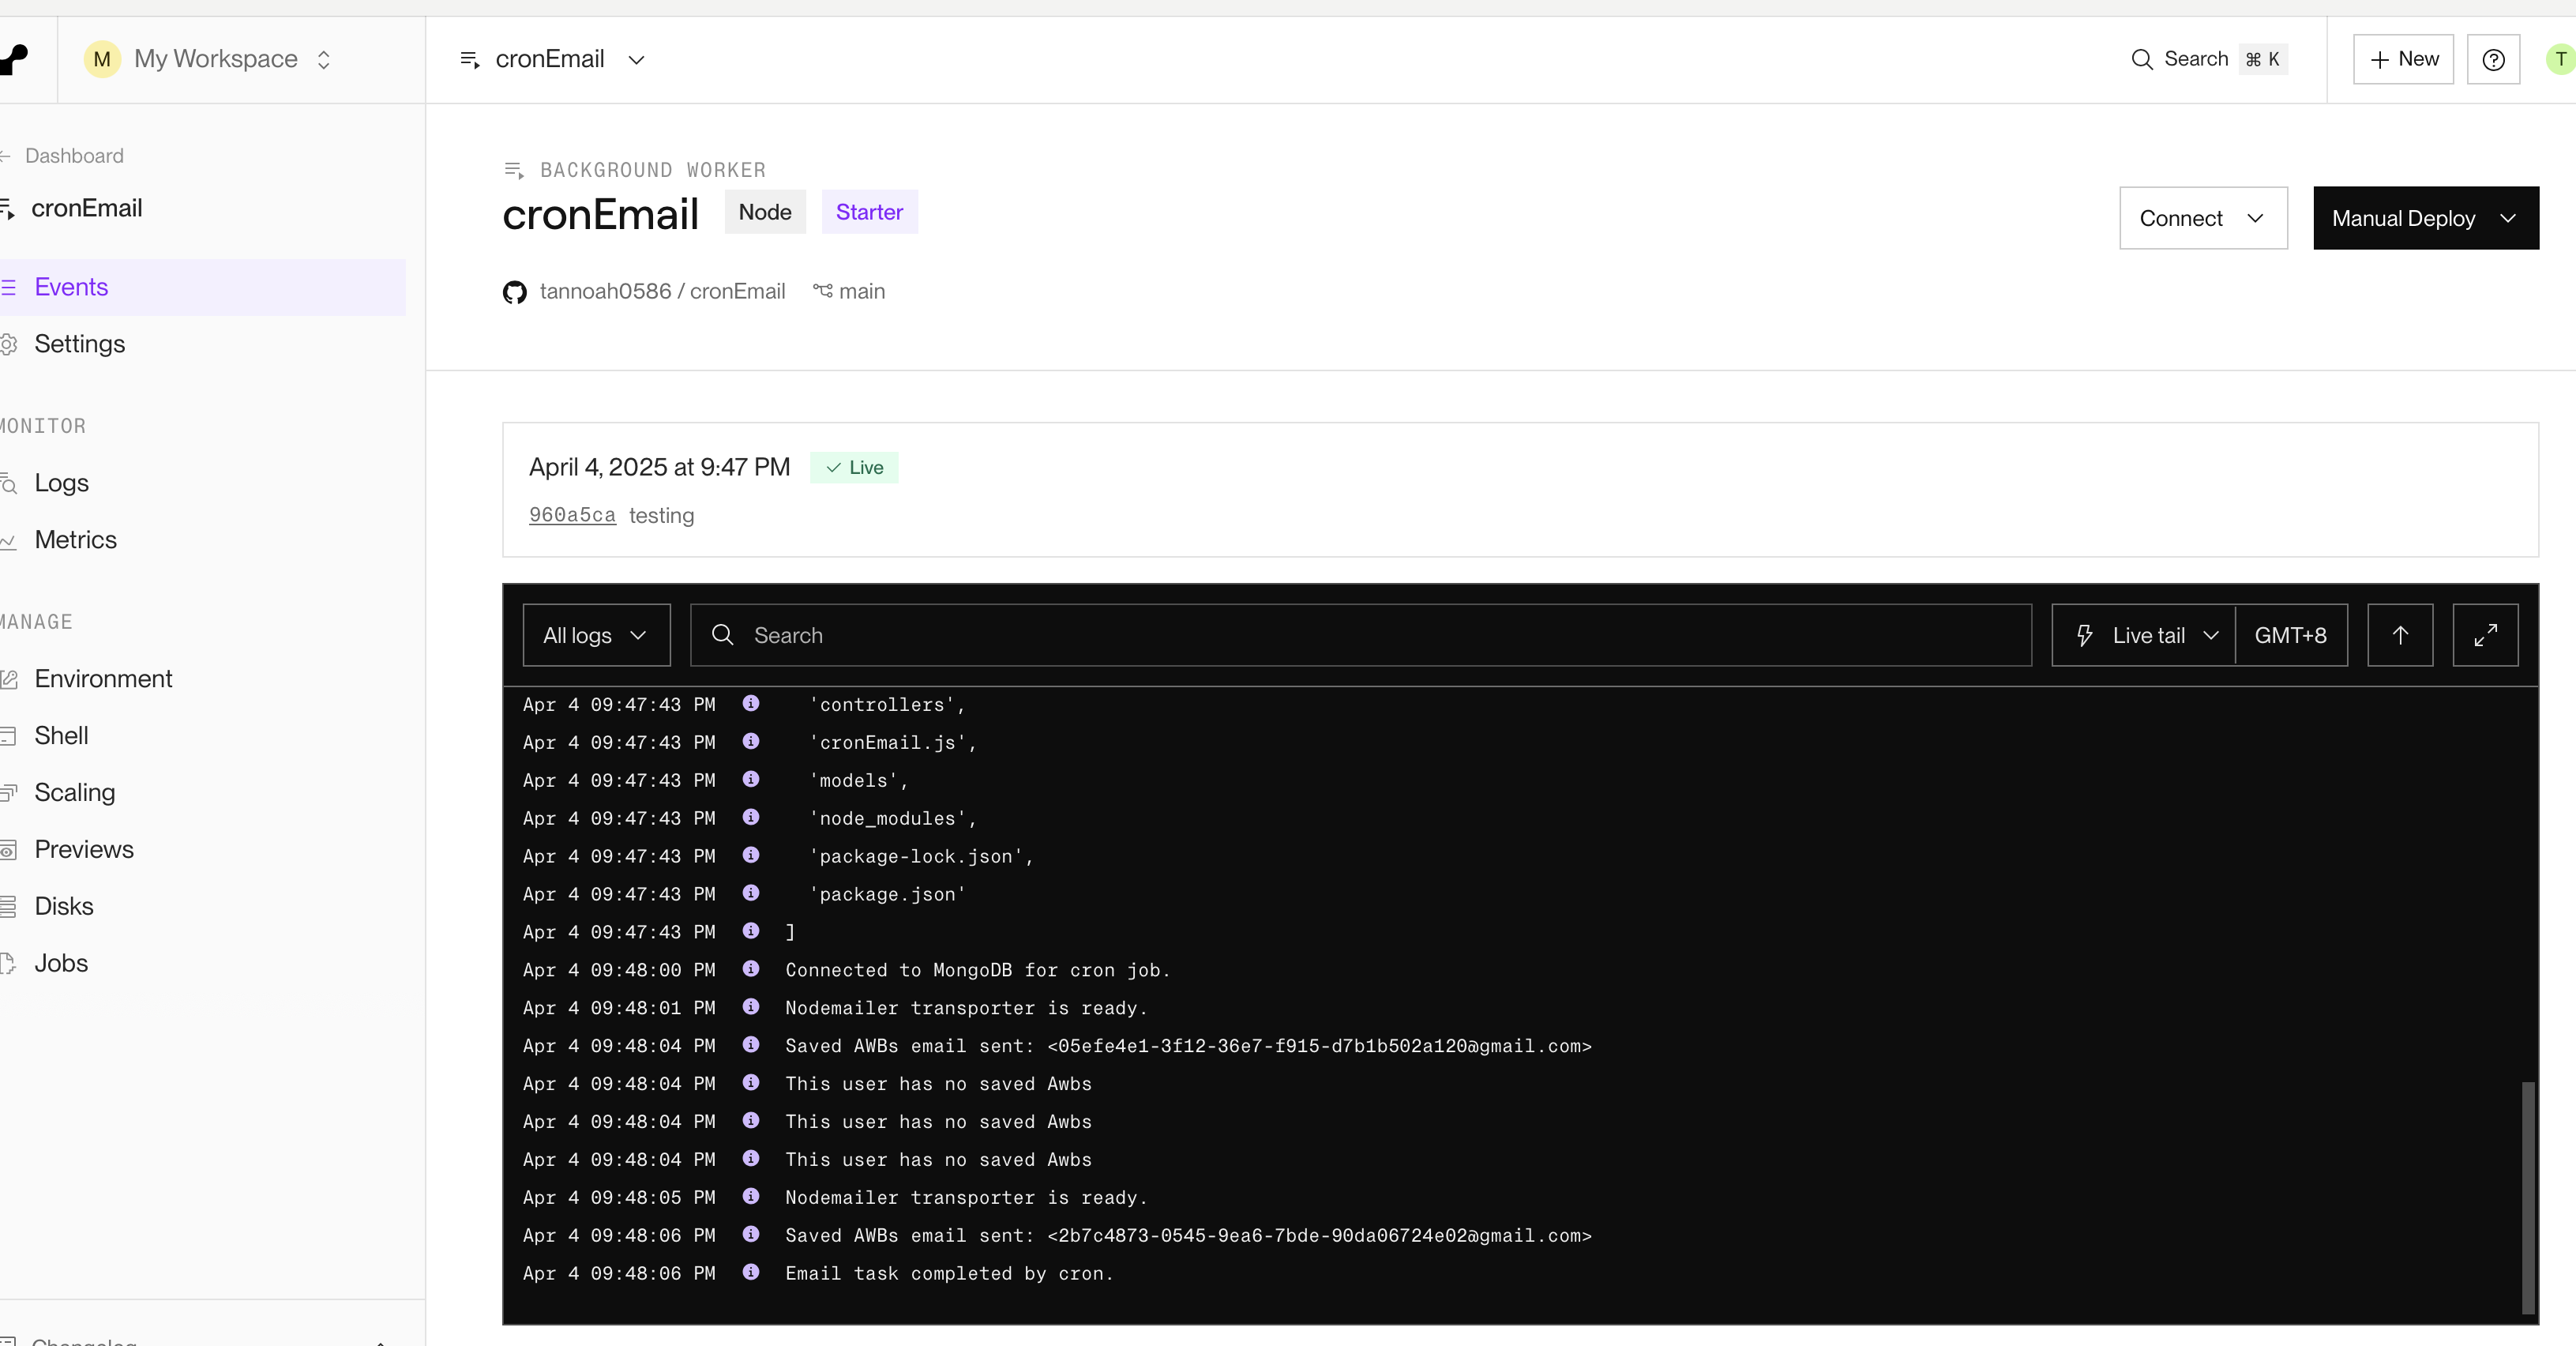 M My Workspace
cronEmail
Search ⌘ K
+ New
T
← Dashboard
cronEmail
Events
Settings
MONITOR
Logs
Metrics
MANAGE
Environment
Shell
Scaling
Previews
Disks
Jobs
Changelog
BACKGROUND WORKER
cronEmail Node Starter
Connect
Manual Deploy
tannoah0586 / cronEmail main
April 4, 2025 at 9:47 PM Live
960a5ca testing
All logs
Search
Live tail
GMT+8
Apr 4 09:47:43 PM 'controllers',
Apr 4 09:47:43 PM 'cronEmail.js',
Apr 4 09:47:43 PM 'models',
Apr 4 09:47:43 PM 'node_modules',
Apr 4 09:47:43 PM 'package-lock.json',
Apr 4 09:47:43 PM 'package.json'
Apr 4 09:47:43 PM ]
Apr 4 09:48:00 PM Connected to MongoDB for cron job.
Apr 4 09:48:01 PM Nodemailer transporter is ready.
Apr 4 09:48:04 PM Saved AWBs email sent: <05efe4e1-3f12-36e7-f915-d7b1b502a120@gmail.com>
Apr 4 09:48:04 PM This user has no saved Awbs
Apr 4 09:48:04 PM This user has no saved Awbs
Apr 4 09:48:04 PM This user has no saved Awbs
Apr 4 09:48:05 PM Nodemailer transporter is ready.
Apr 4 09:48:06 PM Saved AWBs email sent: <2b7c4873-0545-9ea6-7bde-90da06724e02@gmail.com>
Apr 4 09:48:06 PM Email task completed by cron.